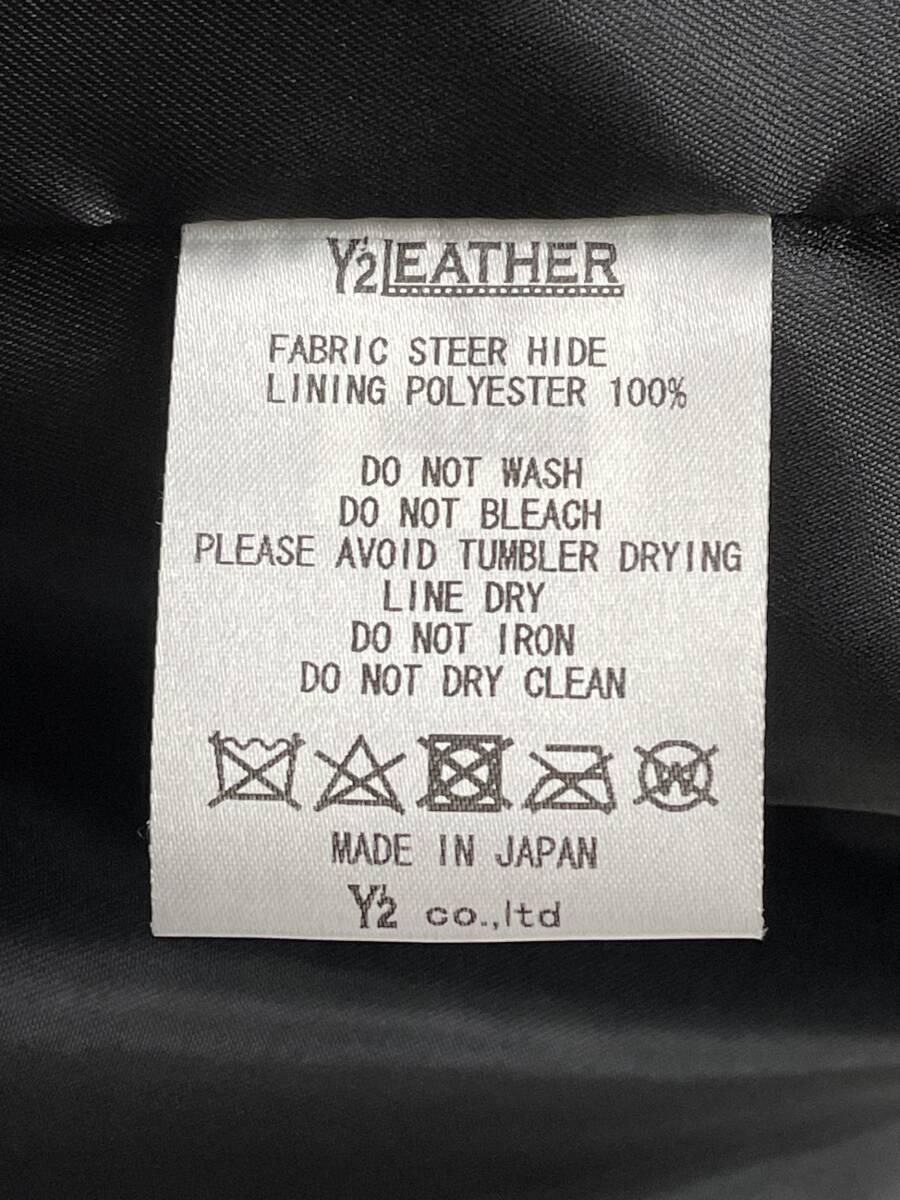 Y'2 LEATHER
FABRIC STEER HIDE
LINING POLYESTER 100%
DO NOT WASH
DO NOT BLEACH
PLEASE AVOID TUMBLER DRYING
LINE DRY
DO NOT IRON
DO NOT DRY CLEAN
W
MADE IN JAPAN
Y'2 co.,ltd